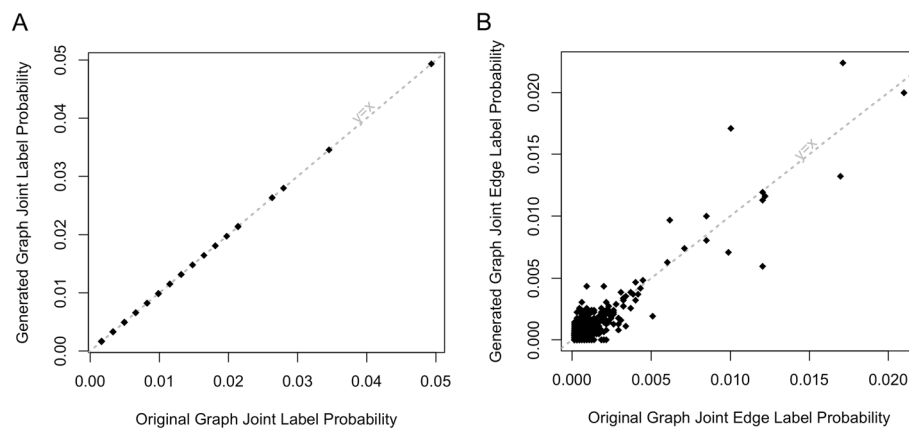 A
Generated Graph Joint Label Probability
0.05
0.04
0.03
0.02
0.01
0.00
y=x
0.00 0.01 0.02 0.03 0.04 0.05
Original Graph Joint Label Probability
B
Generated Graph Joint Edge Label Probability
0.020
0.015
0.010
0.005
0.000
y=x
0.000 0.005 0.010 0.015 0.020
Original Graph Joint Edge Label Probability